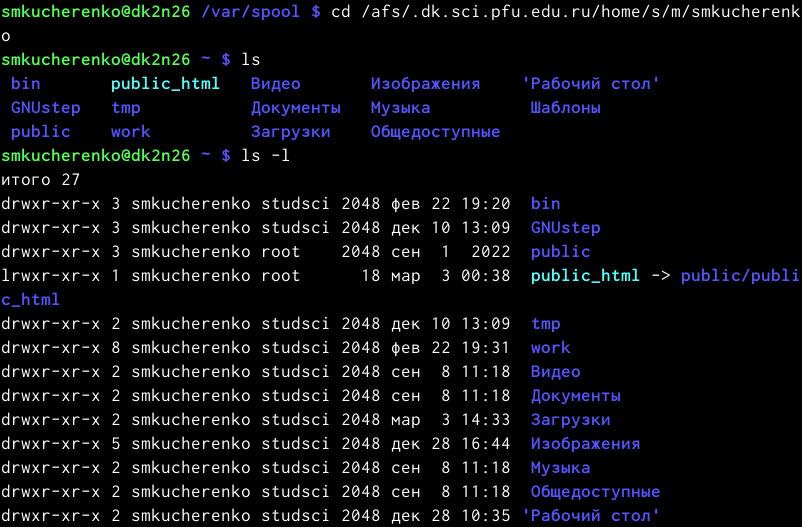 smkucherenko@dk2n26 /var/spool $ cd /afs/.dk.sci.pfu.edu.ru/home/s/m/smkucherenk
o
smkucherenko@dk2n26 ~ $ ls
bin public_html Видео Изображения 'Рабочий стол'
GNUstep tmp Документы Музыка Шаблоны
public work Загрузки Общедоступные
smkucherenko@dk2n26 ~ $ ls -l
итого 27
drwxr-xr-x 3 smkucherenko studsci 2048 фев 22 19:20 bin
drwxr-xr-x 3 smkucherenko studsci 2048 дек 10 13:09 GNUstep
drwxr-xr-x 3 smkucherenko root 2048 сен 1 2022 public
lrwxr-xr-x 1 smkucherenko root 18 мар 3 00:38 public_html -> public/publi
c_html
drwxr-xr-x 2 smkucherenko studsci 2048 дек 10 13:09 tmp
drwxr-xr-x 8 smkucherenko studsci 2048 фев 22 19:31 work
drwxr-xr-x 2 smkucherenko studsci 2048 сен 8 11:18 Видео
drwxr-xr-x 2 smkucherenko studsci 2048 сен 8 11:18 Документы
drwxr-xr-x 2 smkucherenko studsci 2048 мар 3 14:33 Загрузки
drwxr-xr-x 5 smkucherenko studsci 2048 дек 28 16:44 Изображения
drwxr-xr-x 2 smkucherenko studsci 2048 сен 8 11:18 Музыка
drwxr-xr-x 2 smkucherenko studsci 2048 сен 8 11:18 Общедоступные
drwxr-xr-x 2 smkucherenko studsci 2048 дек 28 10:35 'Рабочий стол'